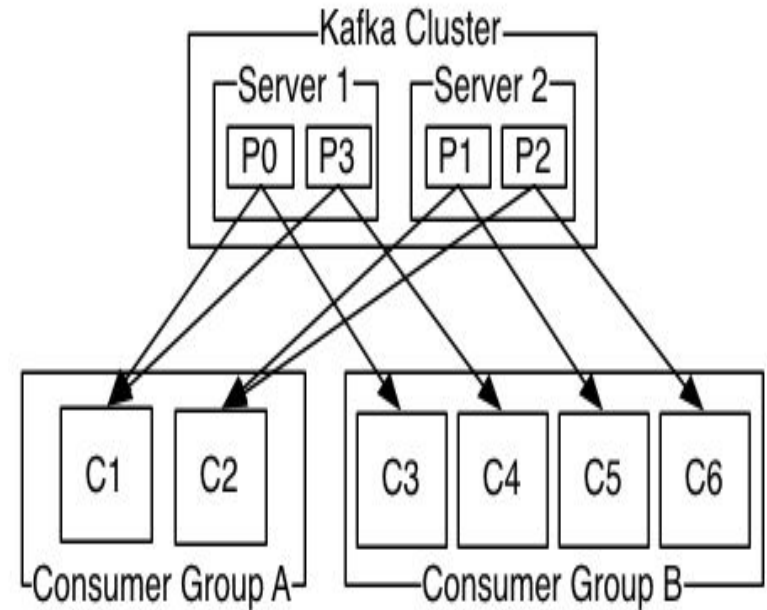 Kafka Cluster
Server 1 Server 2
P0 P3 P1 P2
C1 C2 C3 C4 C5 C6
Consumer Group A Consumer Group B